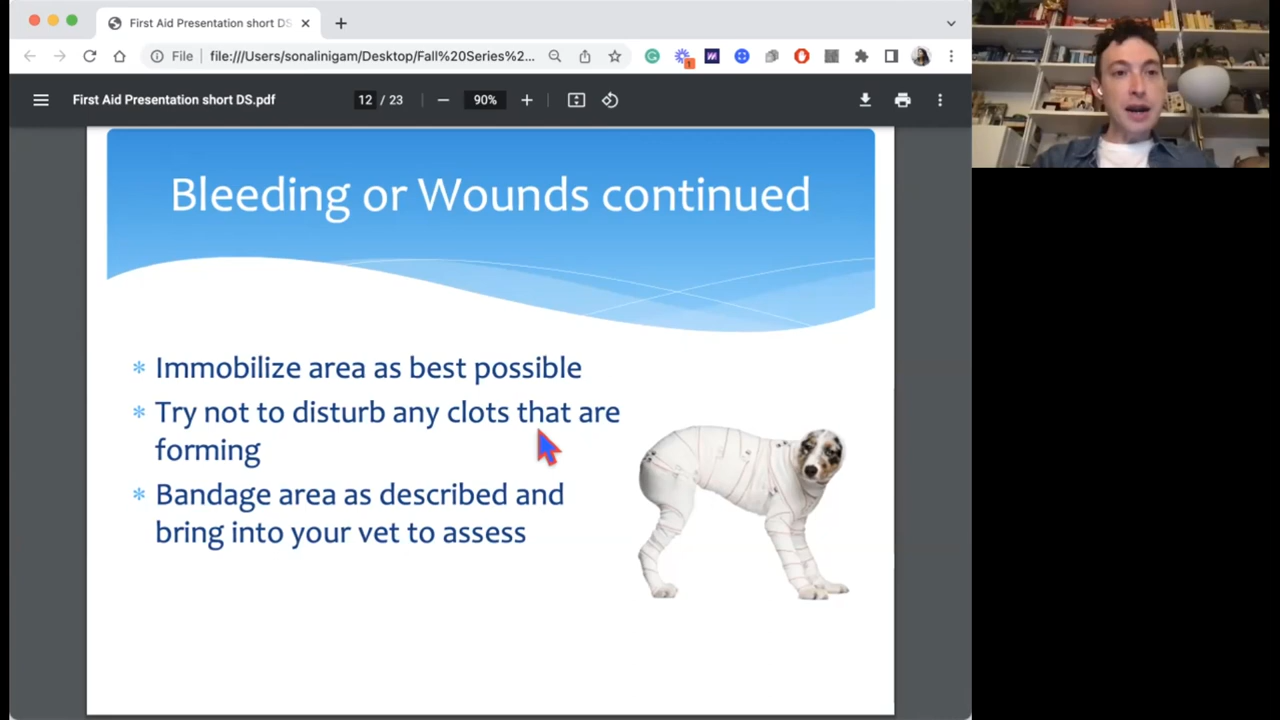 First Aid Presentation short DS
File
file:///Users/sonalinigam/Desktop/Fall%20Series%2...
1
First Aid Presentation short DS.pdf
12 / 23
90%
Bleeding or Wounds continued
* Immobilize area as best possible
* Try not to disturb any clots that are
forming
* Bandage area as described and
bring into your vet to assess